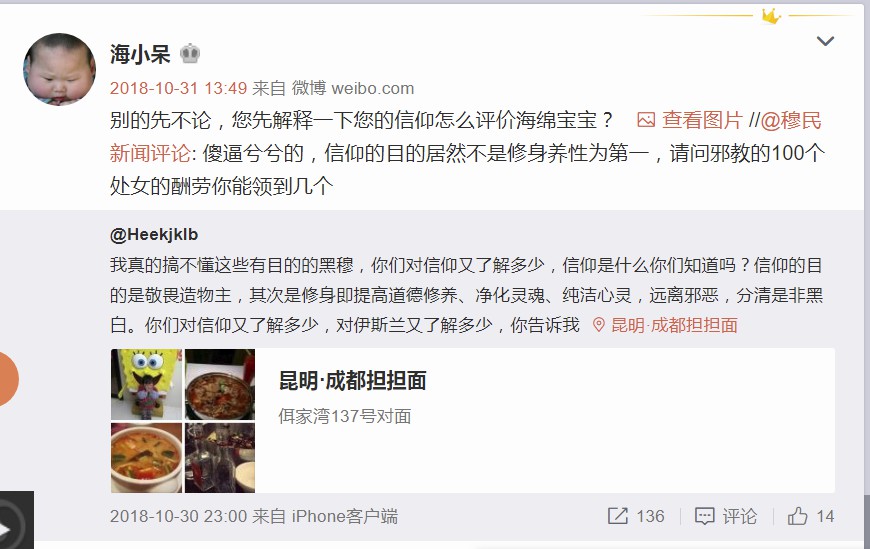 海小呆
2018-10-31 13:49 来自 微博 weibo.com
别的先不论，您先解释一下您的信仰怎么评价海绵宝宝？ 查看图片 //@穆民
新闻评论: 傻逼兮兮的，信仰的目的居然不是修身养性为第一，请问邪教的100个
处女的酬劳你能领到几个
@Heekjklb
我真的搞不懂这些有目的的黑穆，你们对信仰又了解多少，信仰是什么你们知道吗？信仰的目
的是敬畏造物主，其次是修身即提高道德修养、净化灵魂、纯洁心灵，远离邪恶，分清是非黑
白。你们对信仰又了解多少，对伊斯兰又了解多少，你告诉我 昆明·成都担担面
昆明·成都担担面
佴家湾137号对面
2018-10-30 23:00 来自 iPhone客户端
136 评论 14